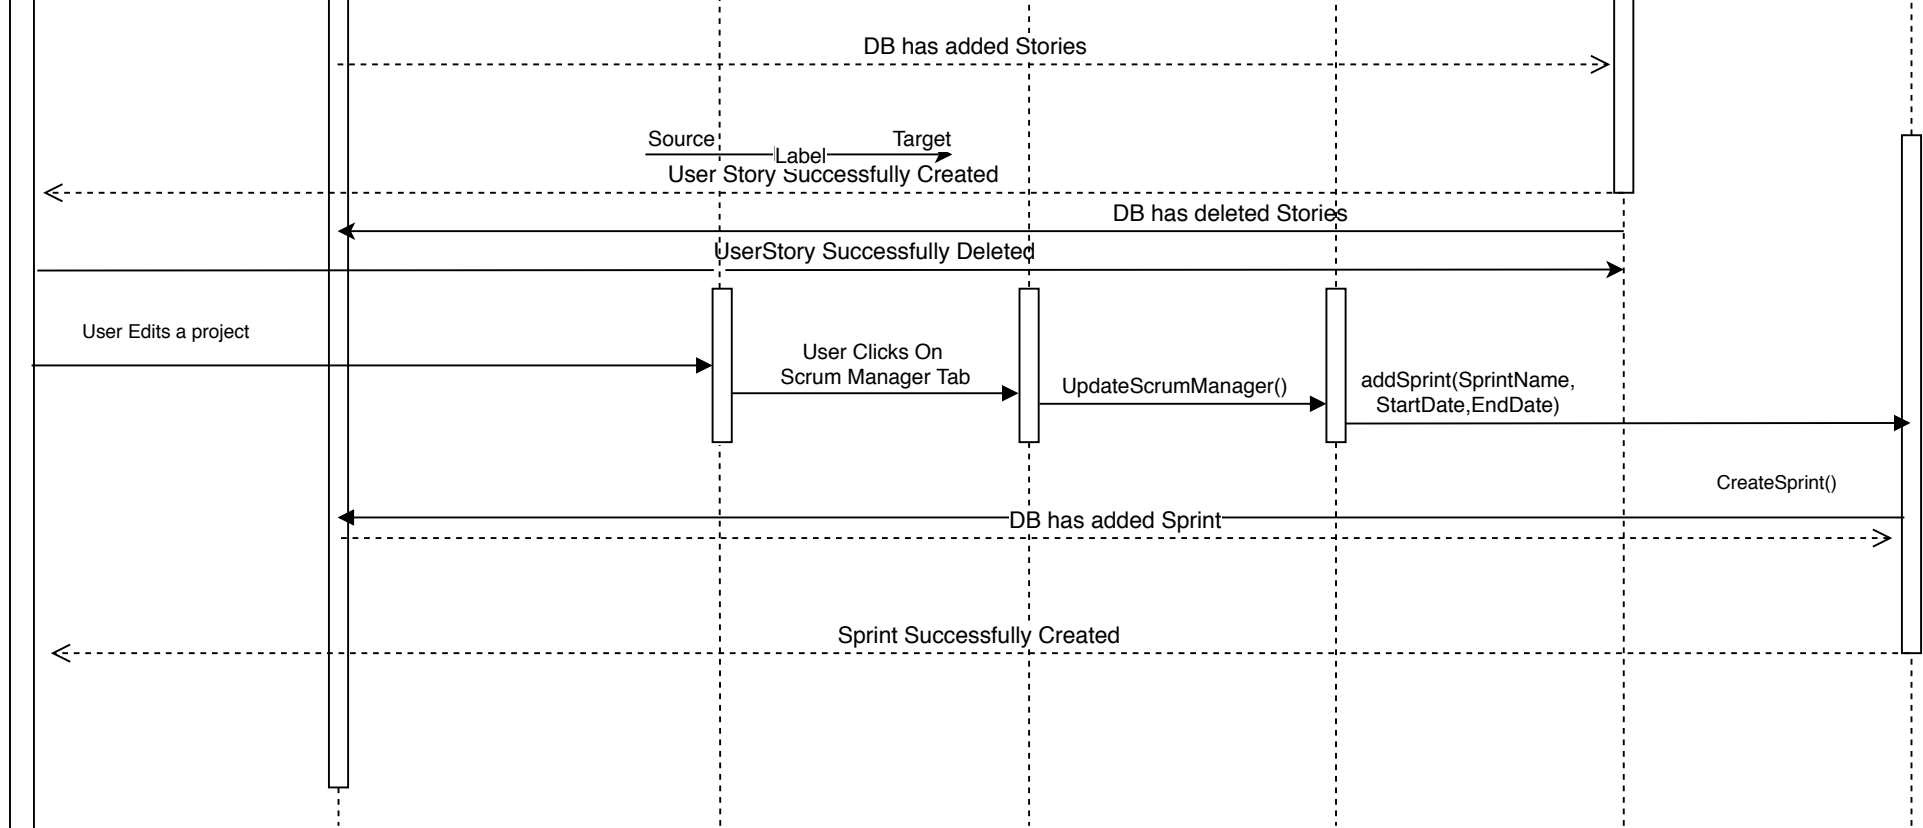 DB has added Stories
Source
Target
Label
User Story Successfully Created
DB has deleted Stories
UserStory Successfully Deleted
User Edits a project
User Clicks On
Scrum Manager Tab
UpdateScrumManager()
addSprint(SprintName,
StartDate,EndDate)
CreateSprint()
DB has added Sprint
Sprint Successfully Created